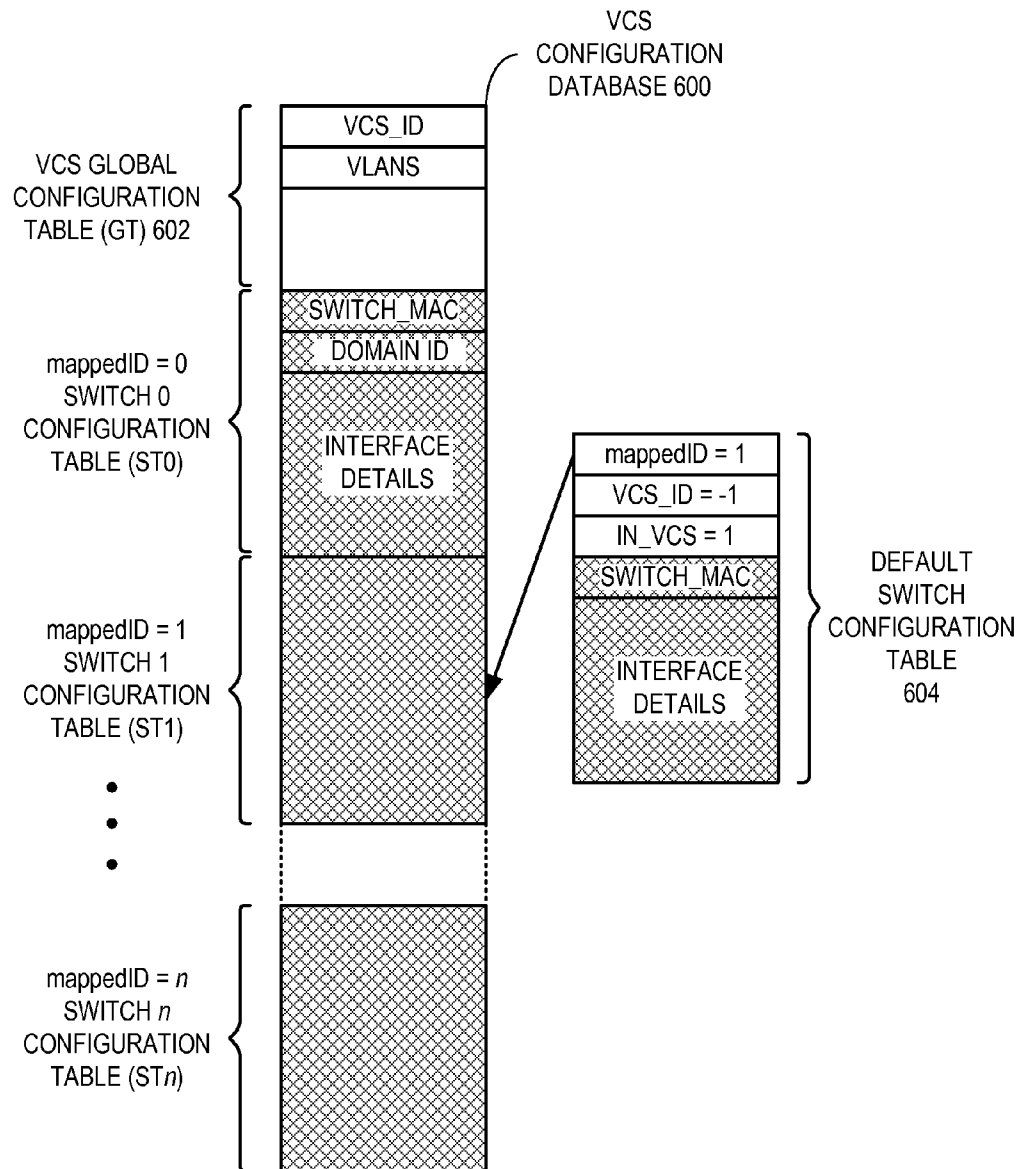 VCS
CONFIGURATION
DATABASE 600
VCS GLOBAL
CONFIGURATION
TABLE (GT) 602
VCS_ID
VLANS
mappedID = 0
SWITCH 0
CONFIGURATION
TABLE (ST0)
SWITCH_MAC
DOMAIN ID
INTERFACE
DETAILS
mappedID = 1
SWITCH 1
CONFIGURATION
TABLE (ST1)
mappedID = 1
VCS_ID = -1
IN_VCS = 1
SWITCH_MAC
INTERFACE
DETAILS
DEFAULT
SWITCH
CONFIGURATION
TABLE
604
mappedID = n
SWITCH n
CONFIGURATION
TABLE (STn)